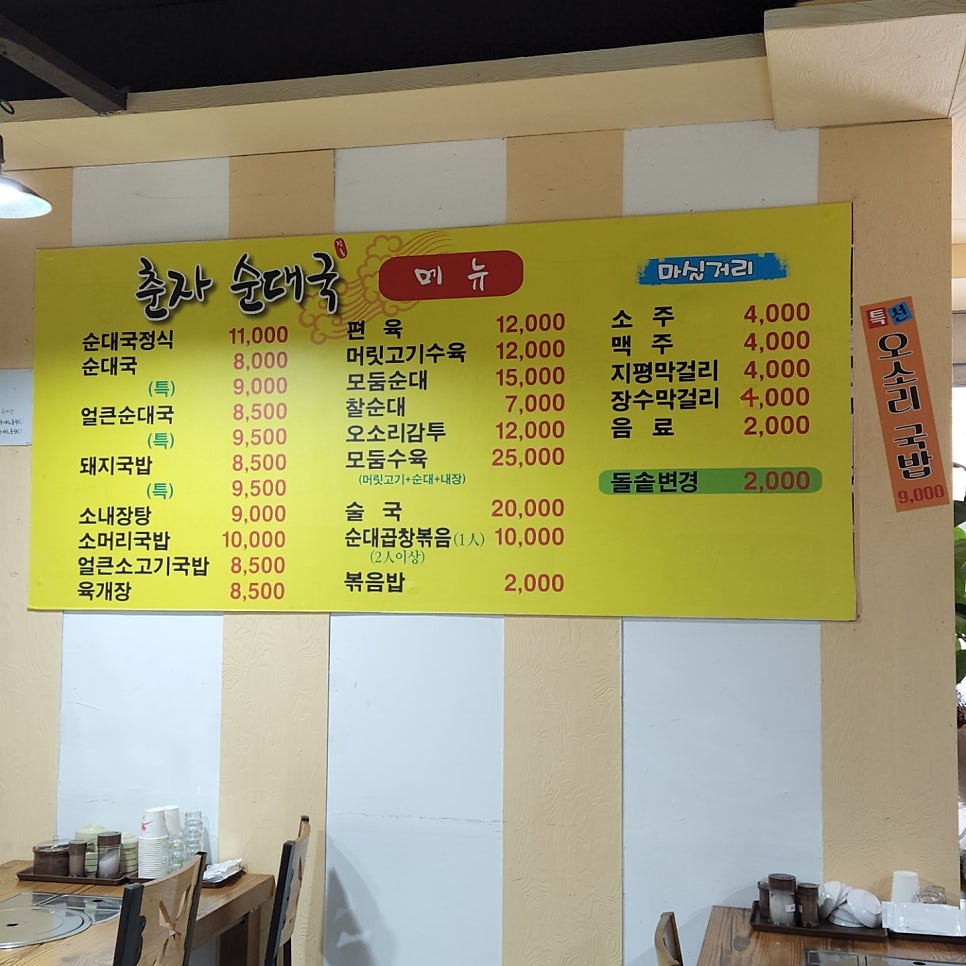 춘자 순대국
메 뉴
순대국정식 11,000
순대국 8,000
(특) 9,000
얼큰순대국 8,500
(특) 9,500
돼지국밥 8,500
(특) 9,500
소내장탕 9,000
소머리국밥 10,000
얼큰소고기국밥 8,500
육개장 8,500
편 육 12,000
머릿고기수육 12,000
모둠순대 15,000
찰순대 7,000
오소리감투 12,000
모둠수육 25,000
(머릿고기+순대+내장)
술 국 20,000
순대곱창볶음(1人) 10,000
(2人이상)
볶음밥 2,000
마실거리
소 주 4,000
맥 주 4,000
지평막걸리 4,000
장수막걸리 4,000
음 료 2,000
돌솥변경 2,000
특선
오소리 국밥
9,000